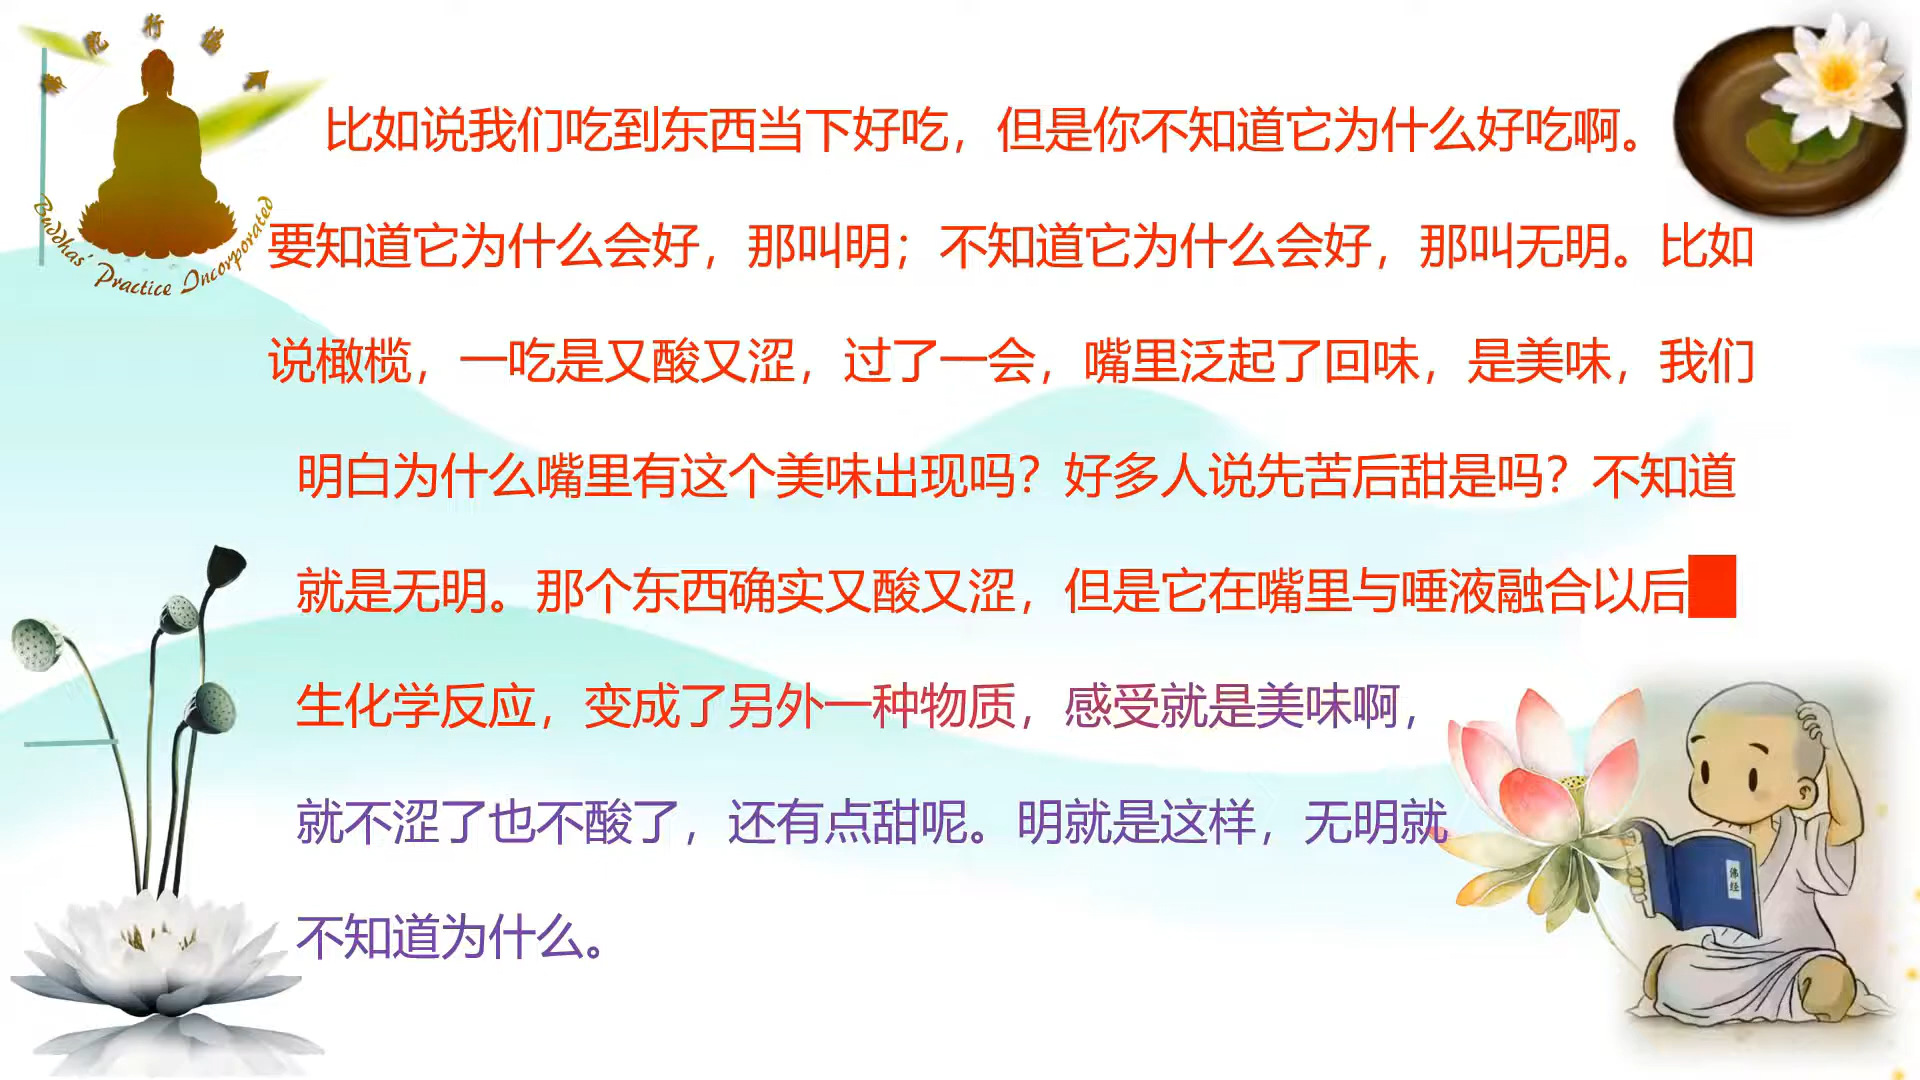 比如说我们吃到东西当下好吃，但是你不知道它为什么好吃啊。
要知道它为什么会好，那叫明；不知道它为什么会好，那叫无明。比如
说橄榄，一吃是又酸又涩，过了一会，嘴里泛起了回味，是美味，我们
明白为什么嘴里有这个美味出现吗？好多人说先苦后甜是吗？不知道
就是无明。那个东西确实又酸又涩，但是它在嘴里与唾液融合以后
生化学反应，变成了另外一种物质，感受就是美味啊，
就不涩了也不酸了，还有点甜呢。明就是这样，无明就
不知道为什么。
Buddhas' Practice Incorporated
佛经